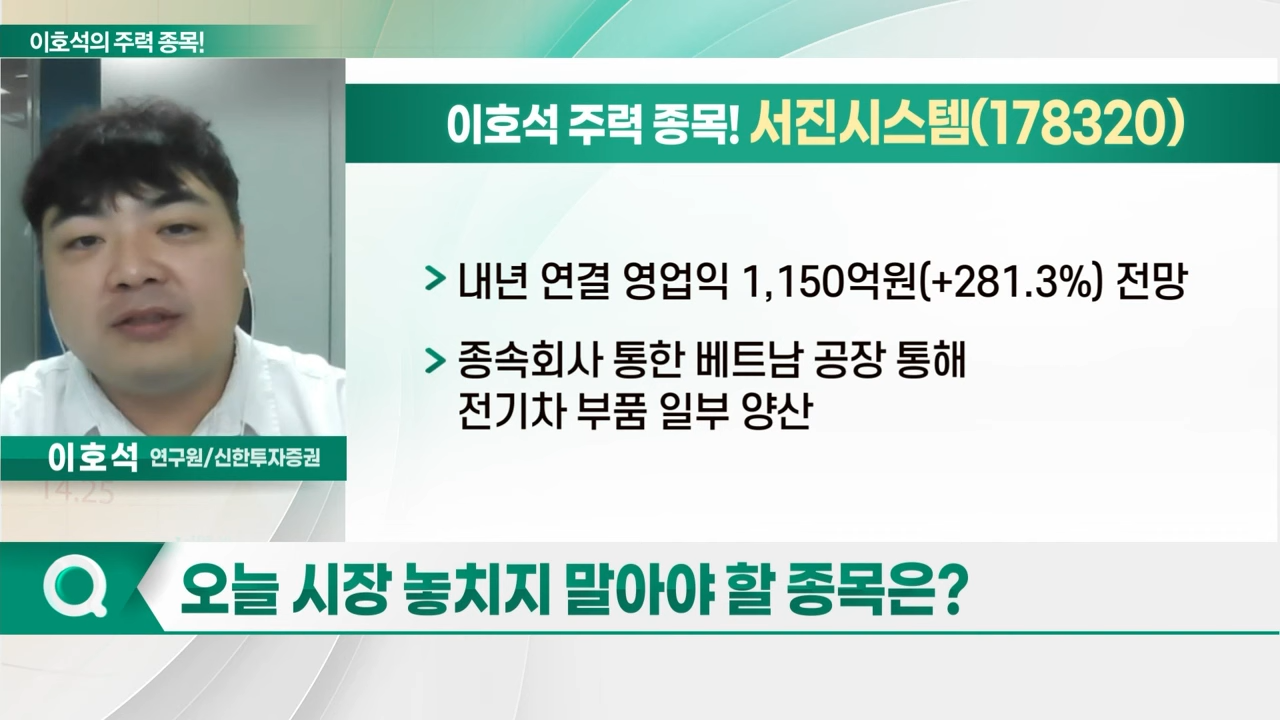 이호석의 주력 종목!
이호석 주력 종목! 서진시스템(178320)
> 내년 연결 영업익 1,150억원(+281.3%) 전망
> 종속회사 통한 베트남 공장 통해
전기차 부품 일부 양산
이호석 연구원/신한투자증권
14.25
오늘 시장 놓치지 말아야 할 종목은?